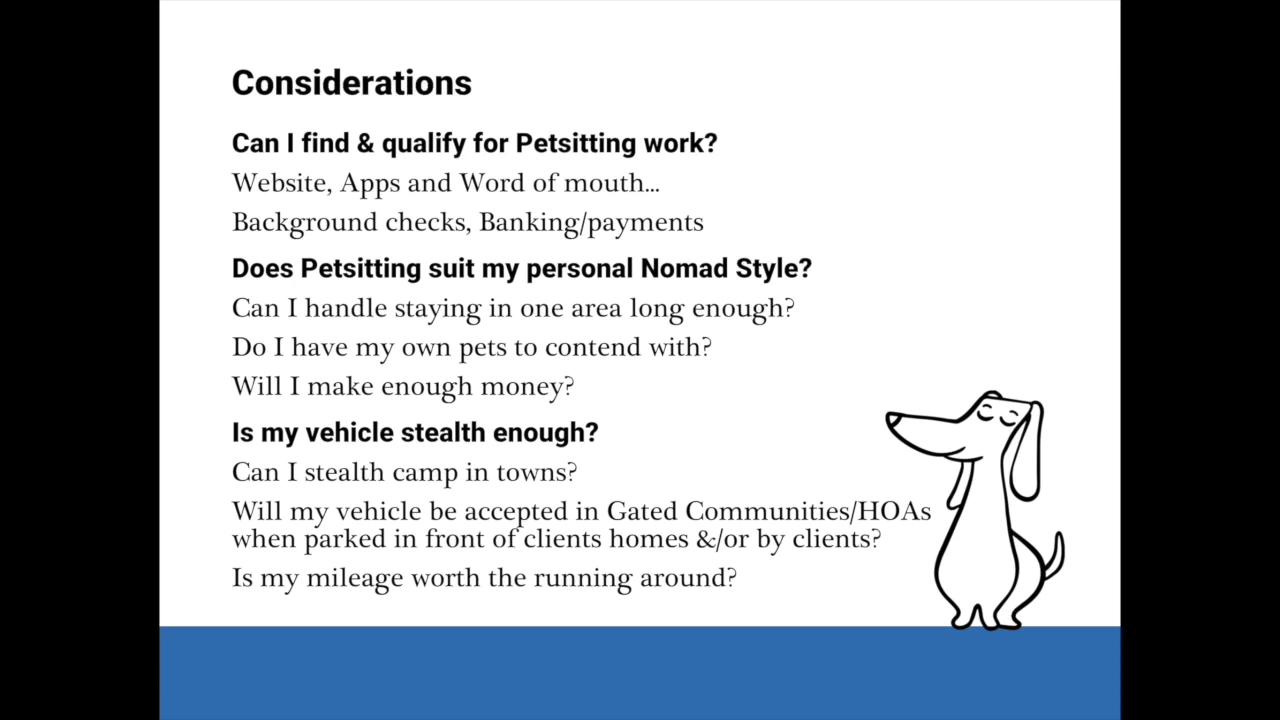 Considerations
Can I find & qualify for Petsitting work?
Website, Apps and Word of mouth...
Background checks, Banking/payments
Does Petsitting suit my personal Nomad Style?
Can I handle staying in one area long enough?
Do I have my own pets to contend with?
Will I make enough money?
Is my vehicle stealth enough?
Can I stealth camp in towns?
Will my vehicle be accepted in Gated Communities/HOAs
when parked in front of clients homes &/or by clients?
Is my mileage worth the running around?